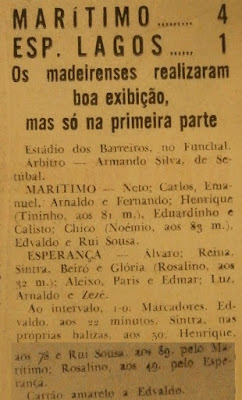 MARÍTIMO ........ 4
ESP. LAGOS ...... 1
Os madeirenses realizaram
boa exibição,
mas só na primeira parte
Estádio dos Barreiros, no Funchal.
Árbitro — Armando Silva, de Se-
túbal.
MARÍTIMO — Neto; Carlos, Ema-
nuel, Arnaldo e Fernando; Henrique
(Tininho, aos 81 m.), Eduardinho e
Calisto; Chico (Noémio, aos 83 m.),
Edvaldo e Rui Sousa.
ESPERANÇA — Álvaro; Reina,
Sintra, Beiró e Glória (Rosalino, aos
32 m.); Aleixo, Paris e Edmar; Luz,
Arnaldo e Zezé.
Ao intervalo, 1-0. Marcadores. Ed-
valdo, aos 22 minutos, Sintra, nas
próprias balizas, aos 50; Henrique,
aos 78 e Rui Sousa, aos 89, pelo Ma-
rítimo; Rosalino, aos 49, pelo Espe-
rança.
Cartão amarelo a Edvaldo.